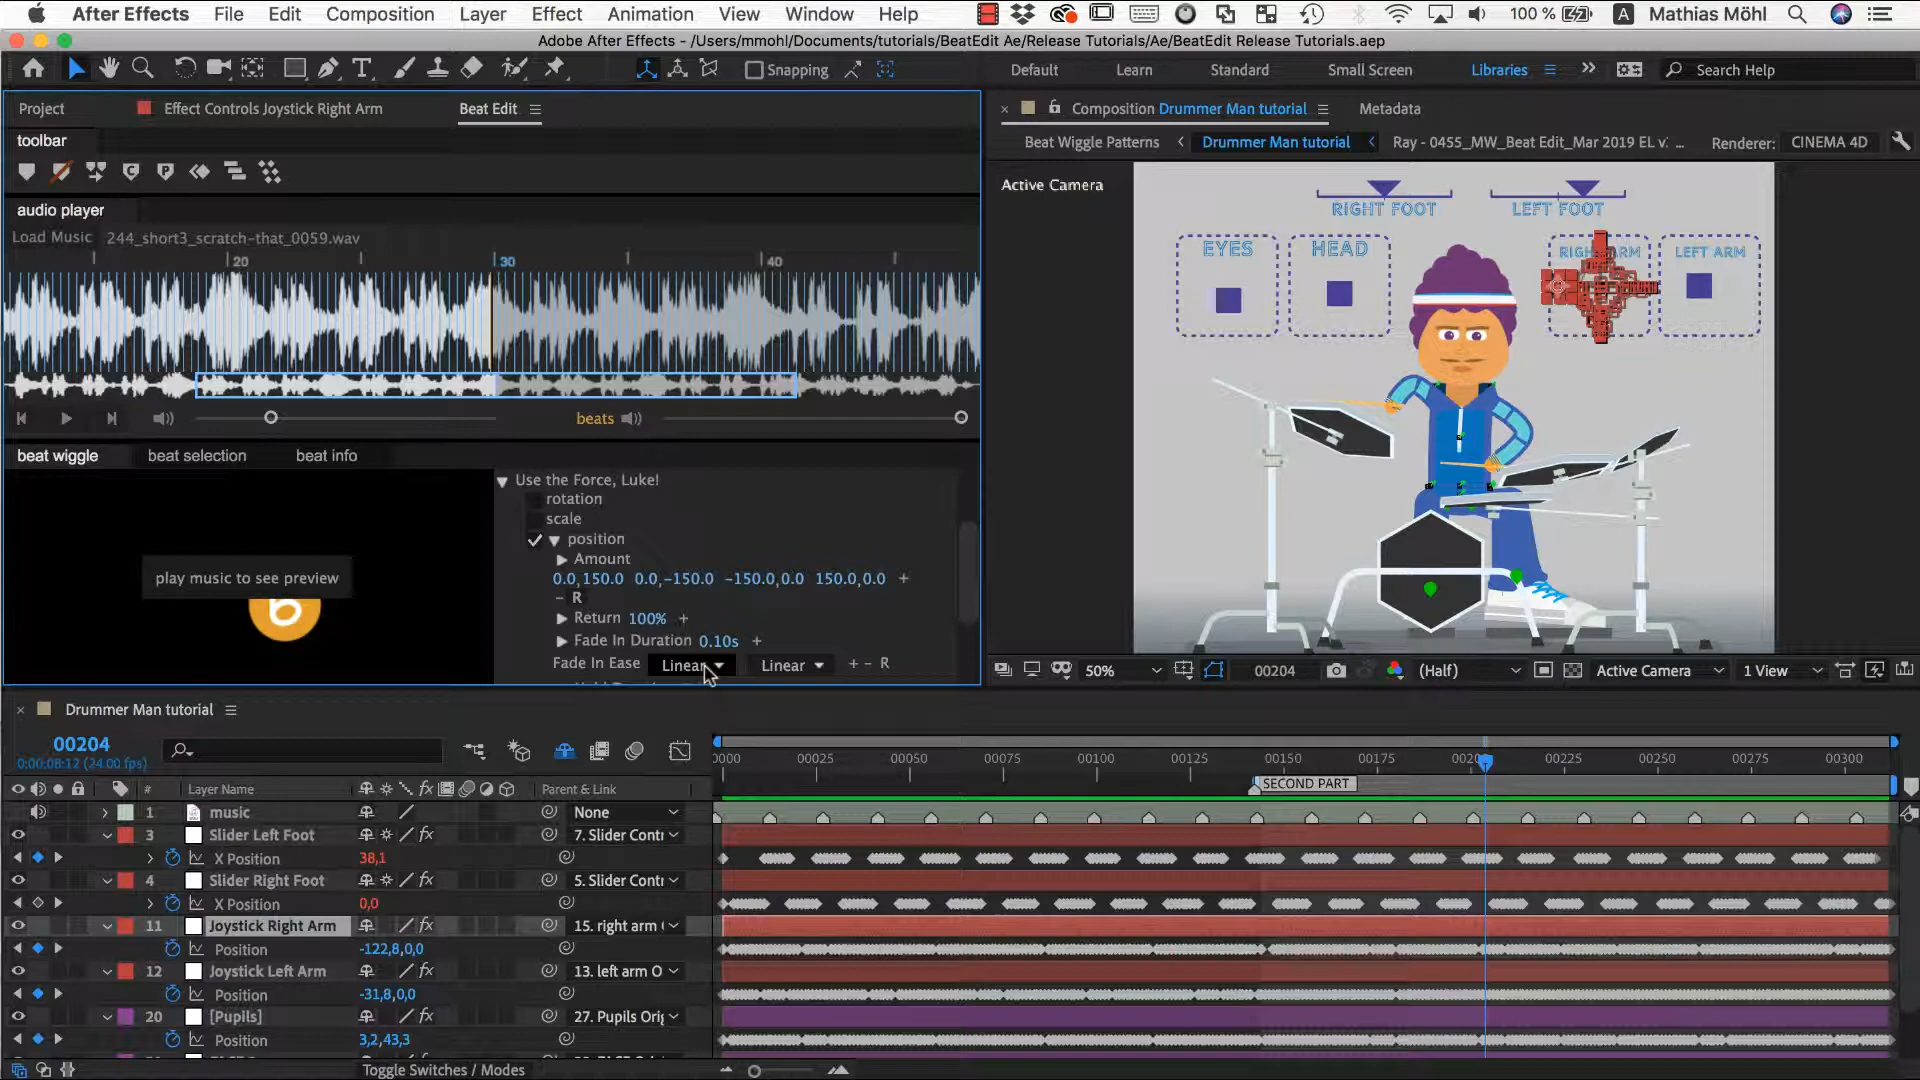 After Effects File Edit Composition Layer Effect Animation View Window Help 100 % A Mathias Möhl
Adobe After Effects - /Users/mmohl/Documents/tutorials/BeatEdit Ae/Release Tutorials/Ae/BeatEdit Release Tutorials.aep
Snapping Default Learn Standard Small Screen Libraries Search Help
Project Effect Controls Joystick Right Arm Beat Edit
Composition Drummer Man tutorial Metadata
toolbar
Beat Wiggle Patterns Drummer Man tutorial Ray - 0455_MW_Beat Edit_Mar 2019 EL v: ... Renderer: CINEMA 4D
Active Camera
audio player
Load Music 244_short3_scratch-that_0059.wav
20 30 40
RIGHT FOOT LEFT FOOT
EYES HEAD LEFT ARM
beats
beat wiggle beat selection beat info
Use the Force, Luke!
rotation
scale
position
Amount
0.0,150.0 0.0,-150.0 -150.0,0.0 150.0,0.0 +
- R
play music to see preview
Return 100% +
Fade In Duration 0.10s +
Fade In Ease Linear Linear + - R
50% 00204 (Half) Active Camera 1 View
Drummer Man tutorial
00204
0:00:08:12 (24.00 fps)
0000 00025 00050 00075 00100 00125 00150 00175 00225 00250 00275 00300
SECOND PART
# Layer Name Parent & Link
1 music None
3 Slider Left Foot 7. Slider Contr
X Position 38,1
4 Slider Right Foot 5. Slider Contr
X Position 0,0
11 Joystick Right Arm 15. right arm
Position -122,8,0,0
12 Joystick Left Arm 13. left arm O
Position -31,8,0,0
20 [Pupils] 27. Pupils Orig
Position 3,2,43,3
Toggle Switches / Modes